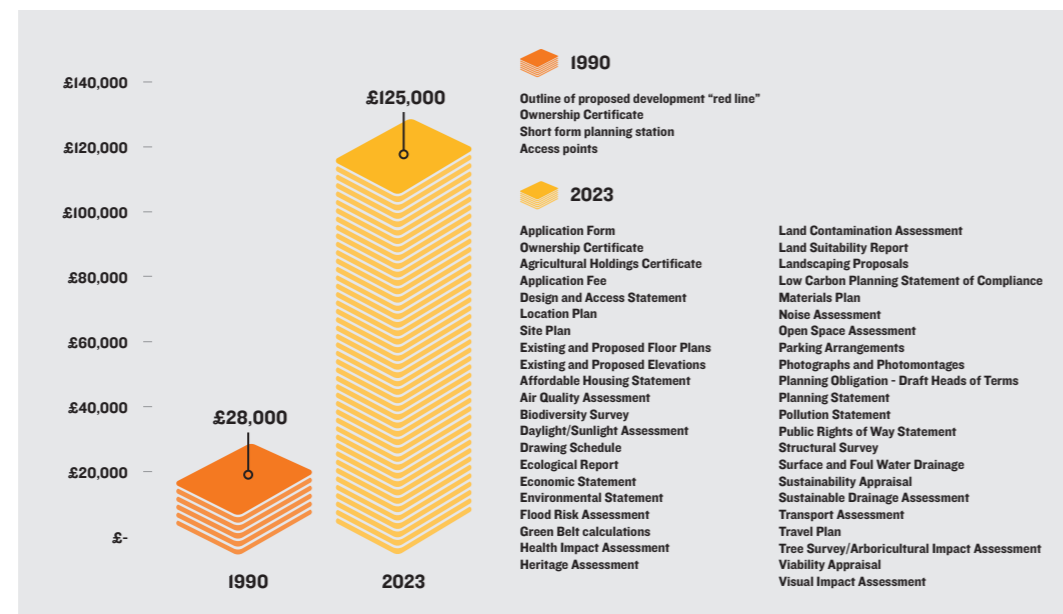 £140,000
£120,000
£100,000
£80,000
£60,000
£40,000
£20,000
£-
£28,000
£125,000
1990
2023
1990
Outline of proposed development “red line”
Ownership Certificate
Short form planning station
Access points
2023
Application Form
Ownership Certificate
Agricultural Holdings Certificate
Application Fee
Design and Access Statement
Location Plan
Site Plan
Existing and Proposed Floor Plans
Existing and Proposed Elevations
Affordable Housing Statement
Air Quality Assessment
Biodiversity Survey
Daylight/Sunlight Assessment
Drawing Schedule
Ecological Report
Economic Statement
Environmental Statement
Flood Risk Assessment
Green Belt calculations
Health Impact Assessment
Heritage Assessment
Land Contamination Assessment
Land Suitability Report
Landscaping Proposals
Low Carbon Planning Statement of Compliance
Materials Plan
Noise Assessment
Open Space Assessment
Parking Arrangements
Photographs and Photomontages
Planning Obligation - Draft Heads of Terms
Planning Statement
Pollution Statement
Public Rights of Way Statement
Structural Survey
Surface and Foul Water Drainage
Sustainability Appraisal
Sustainable Drainage Assessment
Transport Assessment
Travel Plan
Tree Survey/Arboricultural Impact Assessment
Viability Appraisal
Visual Impact Assessment